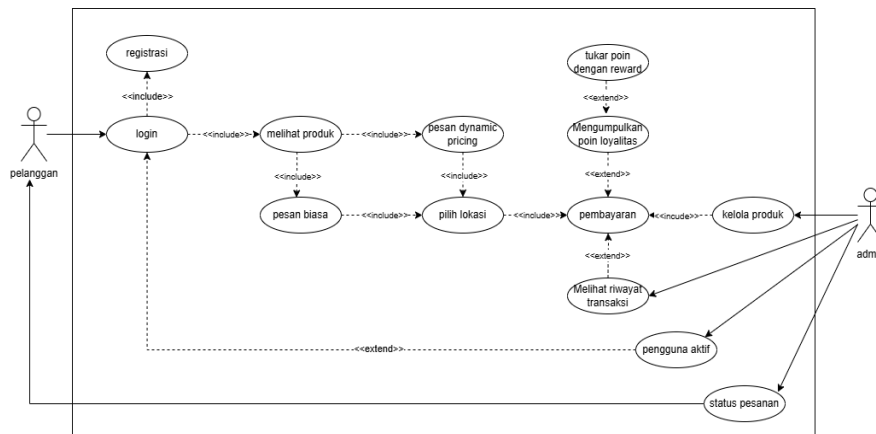 registrasi
tukar poin
dengan reward
<<include>>
<<extend>>
login
<<include>>
melihat produk
<<include>>
pesan dynamic
pricing
Mengumpulkan
poin loyalitas
pelanggan
<<include>>
<<include>>
<<extend>>
pesan biasa
<<include>>
pilih lokasi
<<include>>
pembayaran
<<incude>>
kelola produk
adm
<<extend>>
Melihat riwayat
transaksi
<<extend>>
pengguna aktif
status pesanan